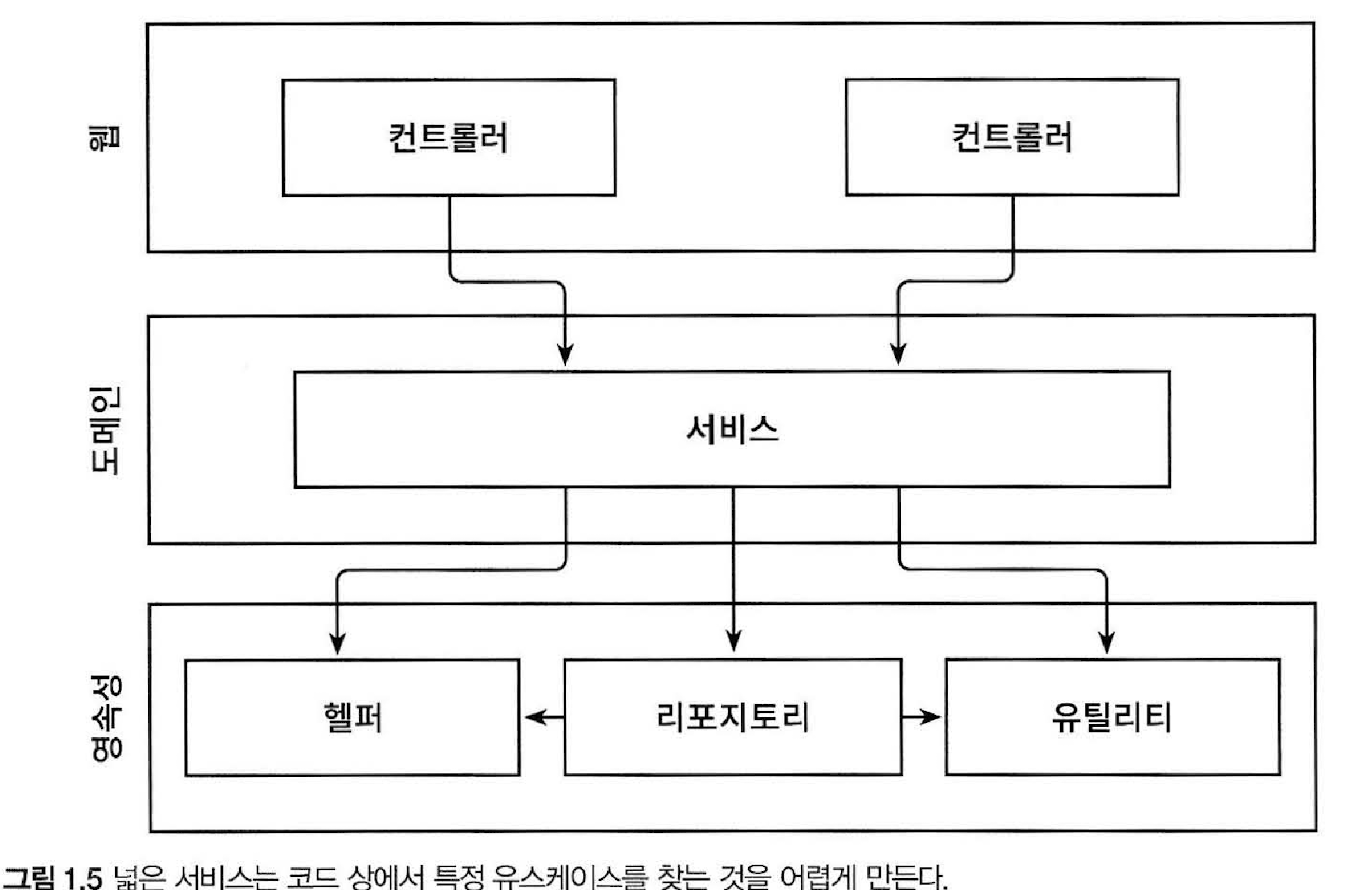 웹
컨트롤러
컨트롤러
도메인
서비스
영속성
헬퍼
리포지토리
유틸리티
그림 1.5 넓은 서비스는 코드 상에서 특정 유스케이스를 찾는 것을 어렵게 만든다.